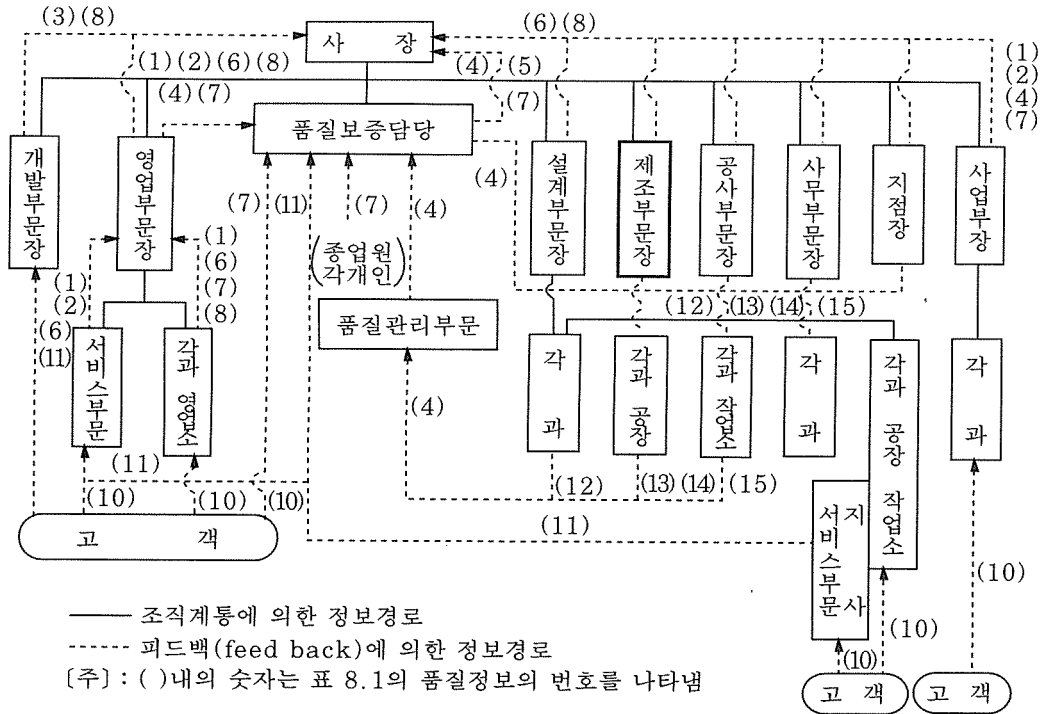 (3)(8)
사 장
(6)(8)
(1)(2)(6)(8)
(4)(7)
(4) (5)
(7)
(1)
(2)
(4)
(7)
품질보증담당
개발부문장
영업부문장
(4)
설계부문장
제조부문장
공사부문장
사무부문장
지점장
사업부장
(7) (11)
(7)
(4)
(종업원
각개인)
(1)
(6)
(7)
(8)
(1)
(2)
(6)
(11)
서비스부문
각과 영업소
품질관리부문
(12) (13) (14) (15)
각 과
각과 공장
각과 작업소
각 과
각과 공장 작업소
각 과
(4)
(11)
(10)
(10)
(10)
(12) (13) (14) (15)
(11)
고 객
지사
서비스부문
(10)
(10)
(10)
고 객
고 객
조직계통에 의한 정보경로
피드백(feed back)에 의한 정보경로
[주] : ( )내의 숫자는 표 8.1의 품질정보의 번호를 나타냄